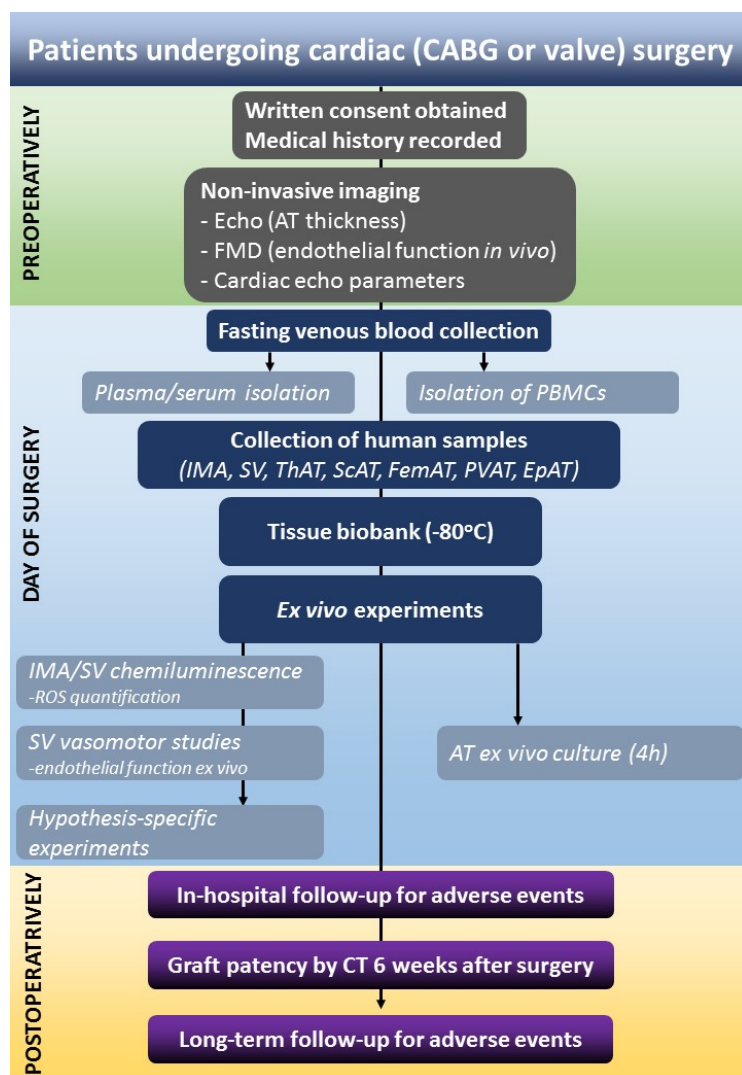 Patients undergoing cardiac (CABG or valve) surgery
PREOPERATIVELY
Written consent obtained
Medical history recorded
Non-invasive imaging
- Echo (AT thickness)
- FMD (endothelial function in vivo)
- Cardiac echo parameters
DAY OF SURGERY
Fasting venous blood collection
Plasma/serum isolation
Isolation of PBMCs
Collection of human samples
(IMA, SV, ThAT, ScAT, FemAT, PVAT, EpAT)
Tissue biobank (-80°C)
Ex vivo experiments
IMA/SV chemiluminescence
-ROS quantification
SV vasomotor studies
-endothelial function ex vivo
AT ex vivo culture (4h)
Hypothesis-specific
experiments
POSTOPERATRIVELY
In-hospital follow-up for adverse events
Graft patency by CT 6 weeks after surgery
Long-term follow-up for adverse events